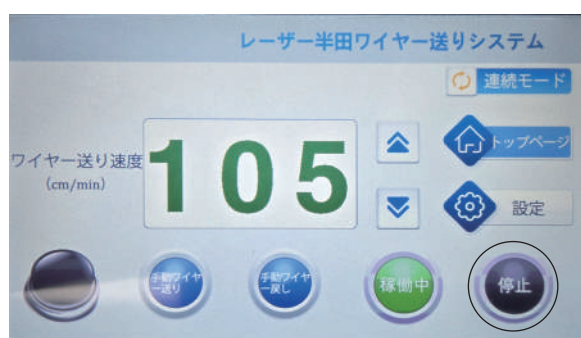 レーザー半田ワイヤー送りシステム
連続モード
ワイヤー送り速度
(cm/min)
105
トップページ
設定
手動ワイヤ
ー送り
手動ワイヤ
ー戻し
稼働中
停止